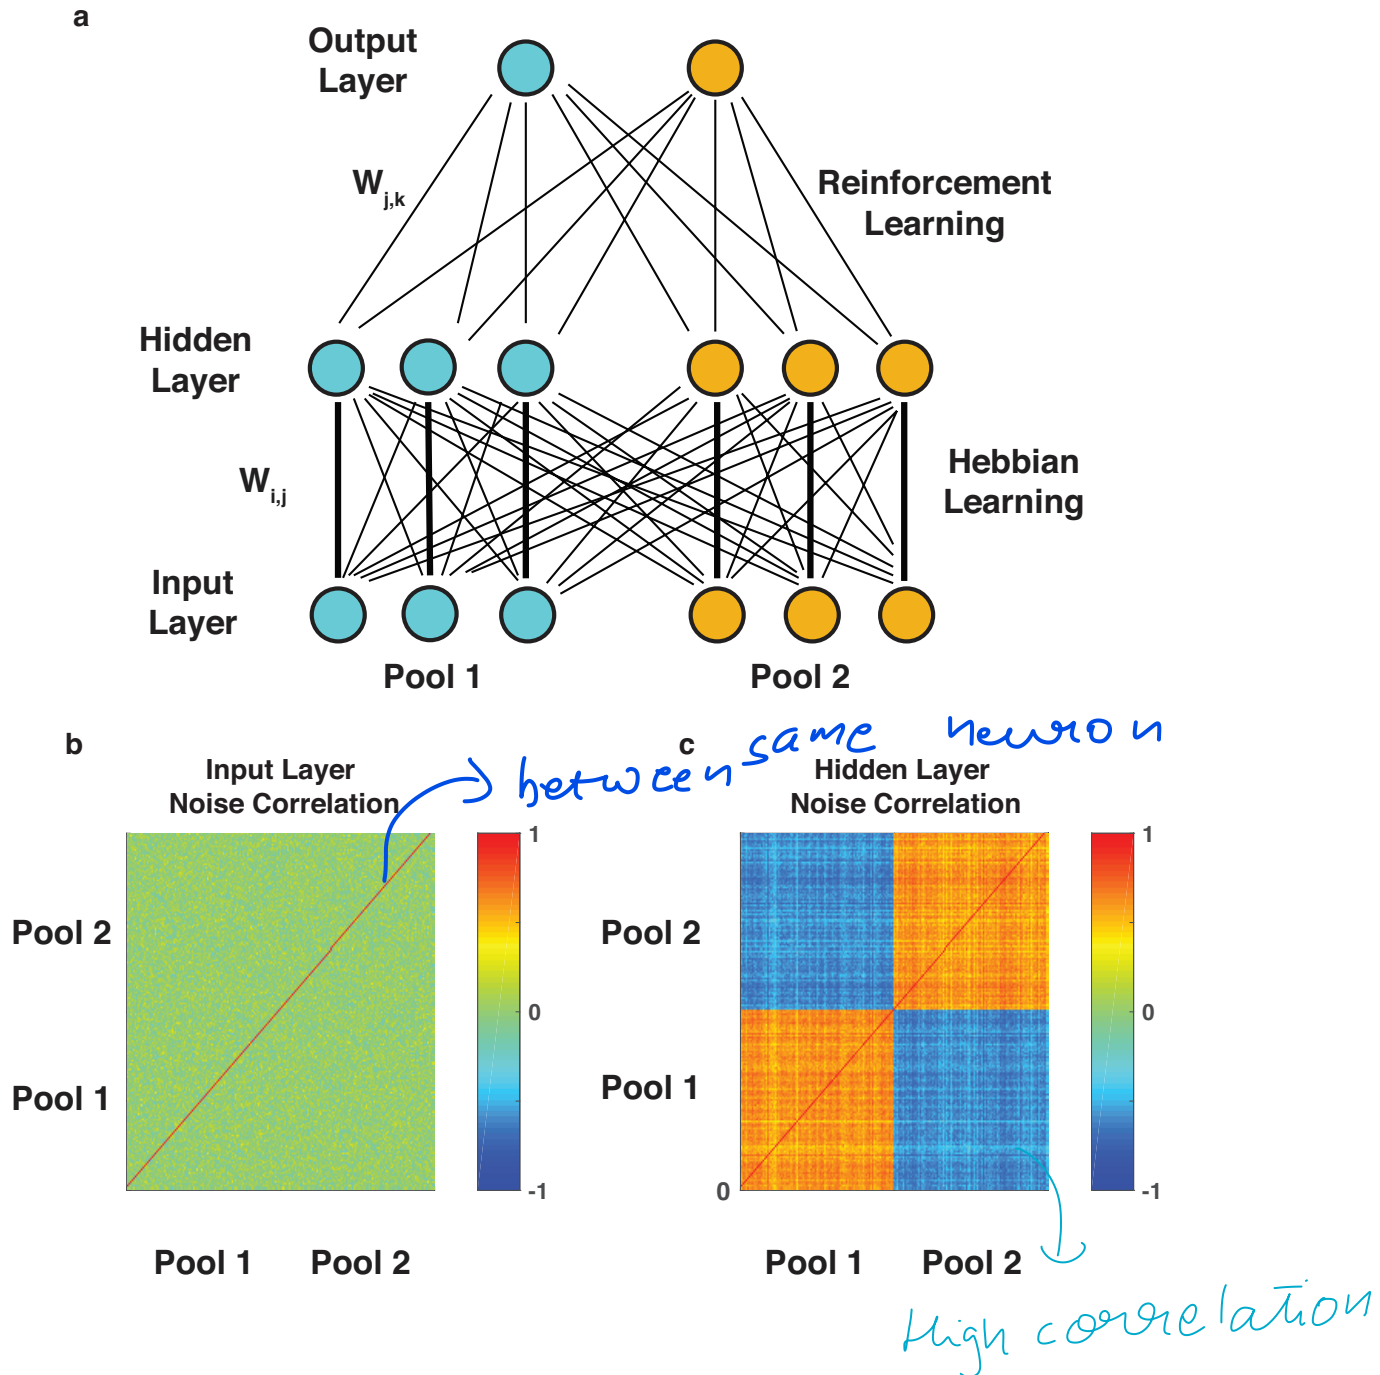 a
Output
Layer
W_j,k
Reinforcement
Learning
Hidden
Layer
W_i,j
Hebbian
Learning
Input
Layer
Pool 1
Pool 2
b
Input Layer
Noise Correlation
between same neuron
1
0
-1
Pool 2
Pool 1
Pool 1
Pool 2
c
Hidden Layer
Noise Correlation
1
0
-1
Pool 2
Pool 1
0
Pool 1
Pool 2
High correlation